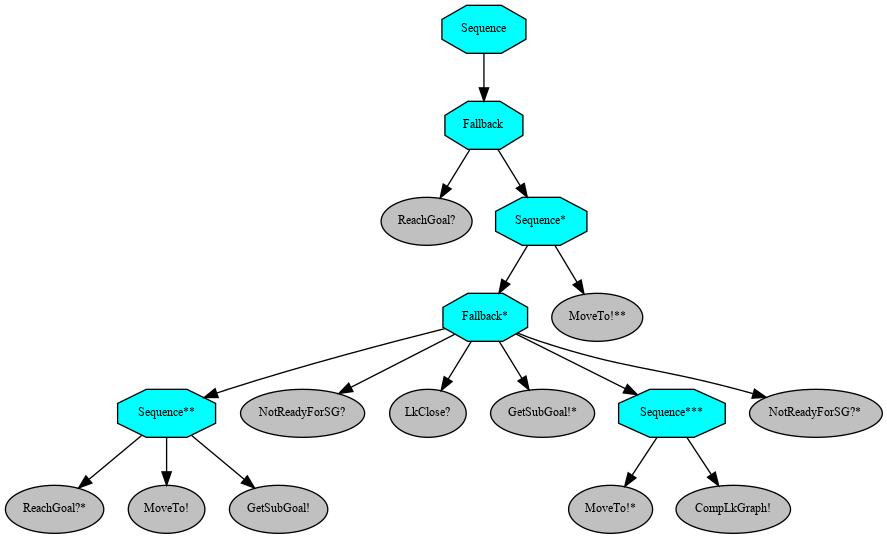 Sequence
Fallback
ReachGoal?
Sequence*
Fallback*
MoveTo!**
Sequence**
NotReadyForSG?
LkClose?
GetSubGoal!*
Sequence***
NotReadyForSG?*
ReachGoal?*
MoveTo!
GetSubGoal!
MoveTo!*
CompLkGraph!